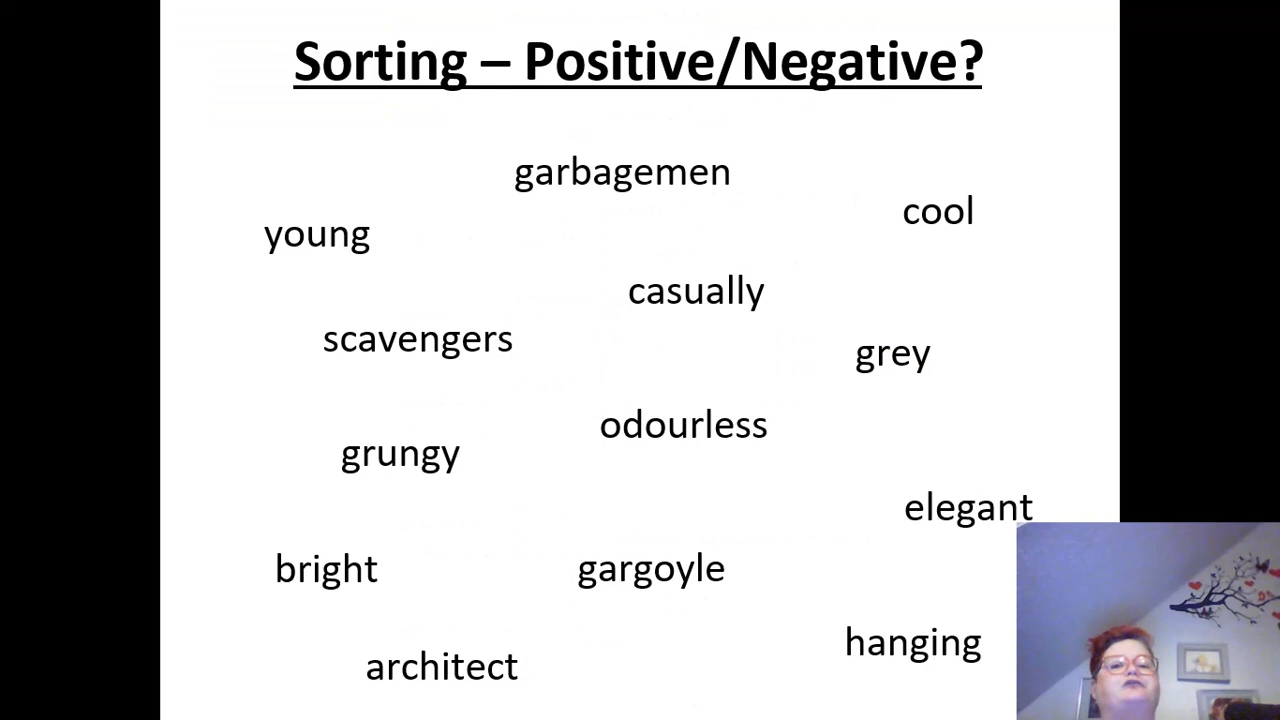 Sorting – Positive/Negative?
garbagemen
cool
young
casually
scavengers
grey
odourless
grungy
elegant
bright
gargoyle
hanging
architect